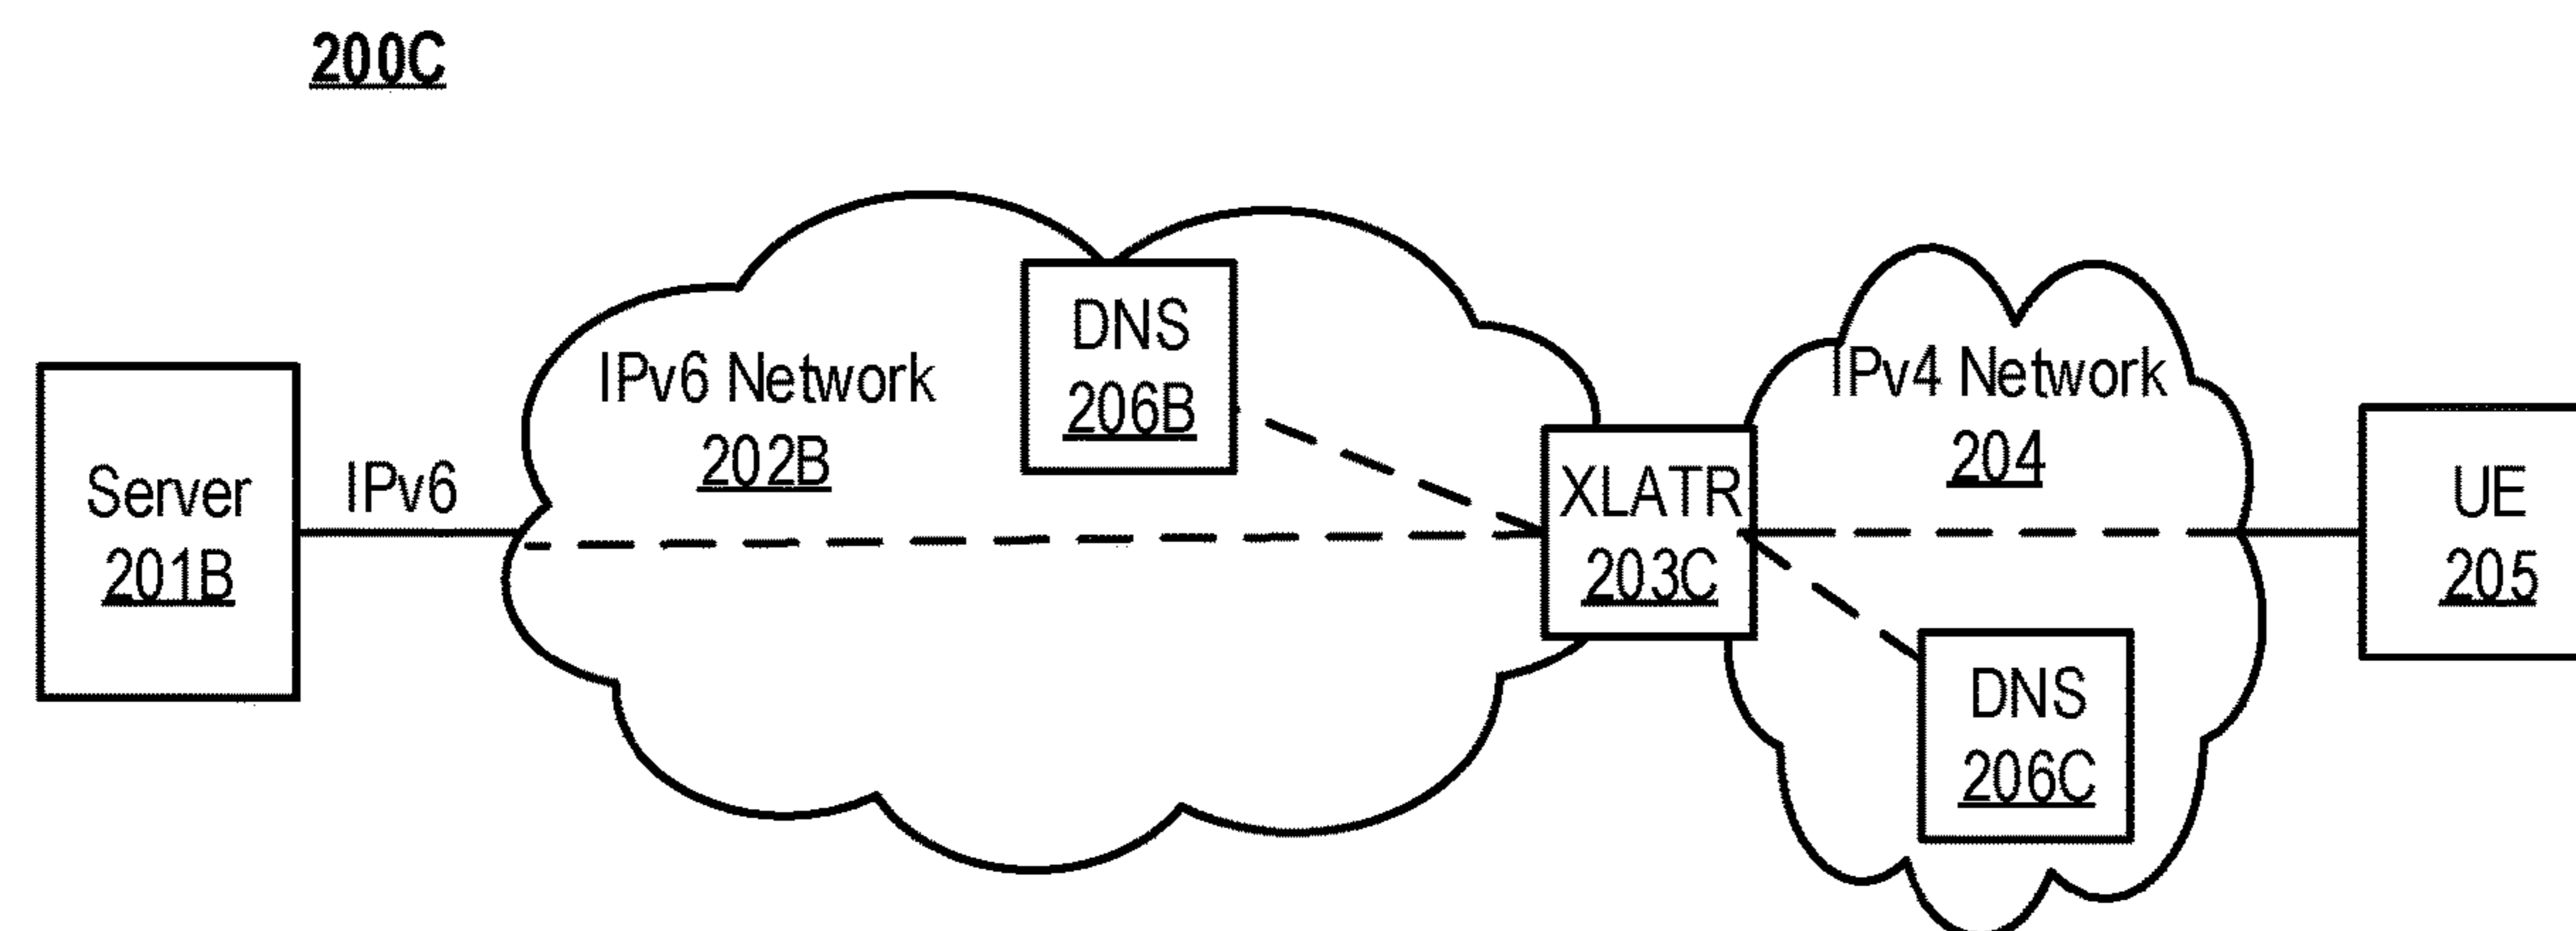 200C
Server
201B
IPv6
IPv6 Network
202B
DNS
206B
XLATR
203C
IPv4 Network
204
DNS
206C
UE
205